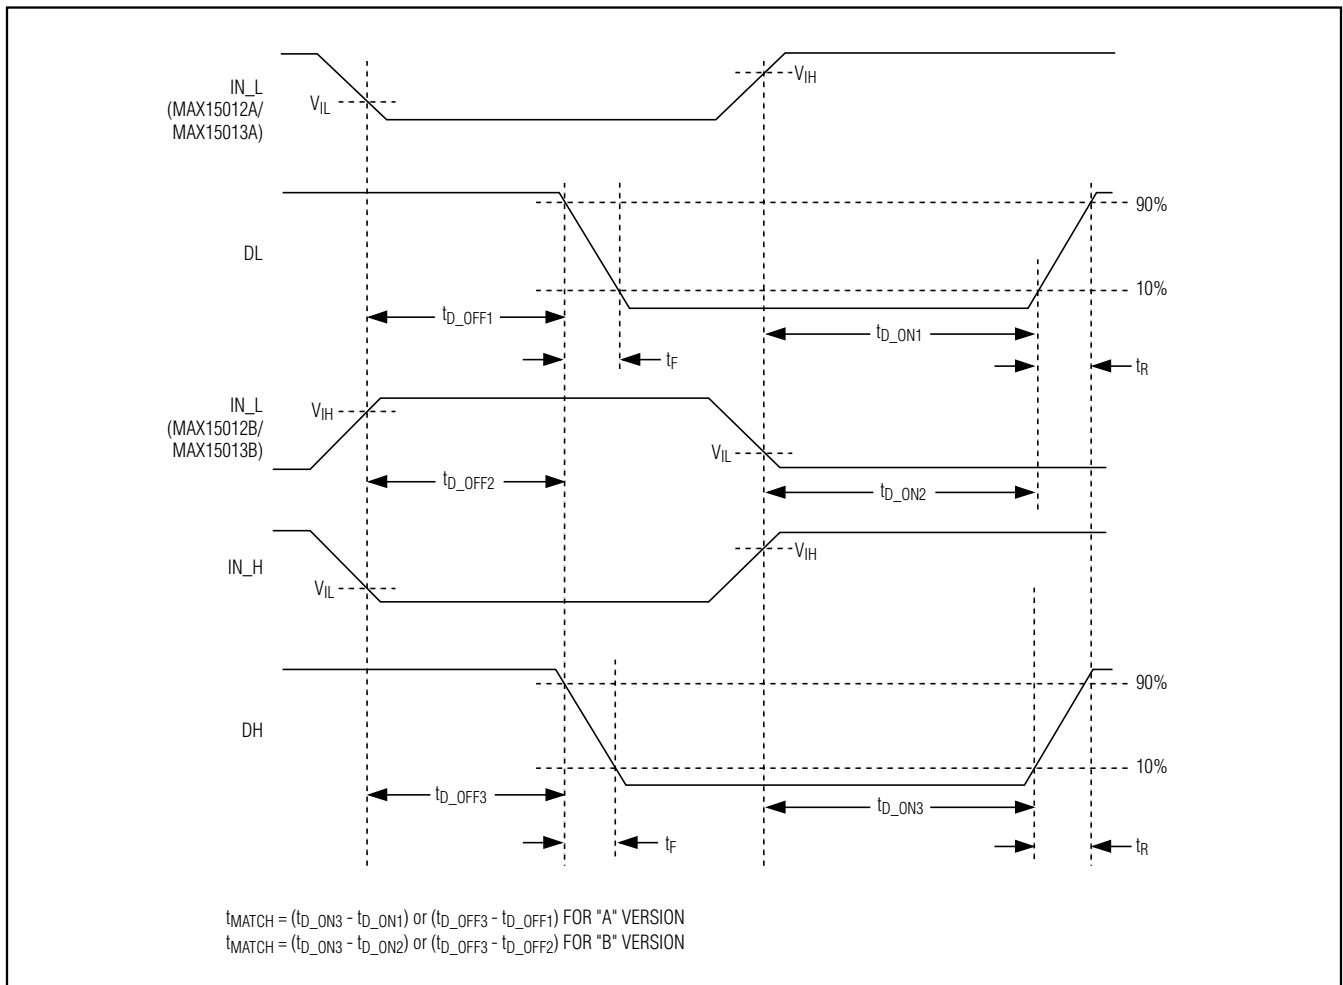 IN_L
(MAX15012A/
MAX15013A)
VIL
VIH
DL
90%
10%
tD_OFF1
tD_ON1
tF
tR
IN_L
(MAX15012B/
MAX15013B)
VIH
VIL
tD_OFF2
tD_ON2
IN_H
VIL
VIH
DH
90%
10%
tD_OFF3
tD_ON3
tF
tR
tMATCH = (tD_ON3 - tD_ON1) or (tD_OFF3 - tD_OFF1) FOR "A" VERSION
tMATCH = (tD_ON3 - tD_ON2) or (tD_OFF3 - tD_OFF2) FOR "B" VERSION